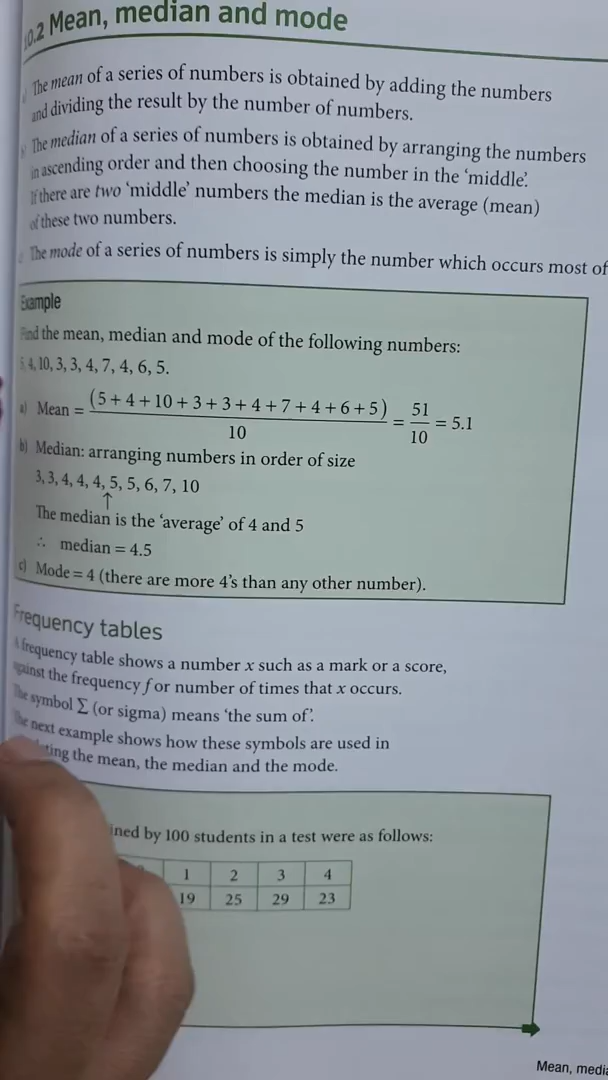 10.2 Mean, median and mode
The mean of a series of numbers is obtained by adding the numbers
and dividing the result by the number of numbers.
The median of a series of numbers is obtained by arranging the numbers
in ascending order and then choosing the number in the 'middle'.
If there are two 'middle' numbers the median is the average (mean)
of these two numbers.
The mode of a series of numbers is simply the number which occurs most of
Example
Find the mean, median and mode of the following numbers:
5, 4, 10, 3, 3, 4, 7, 4, 6, 5.
a) Mean = (5 + 4 + 10 + 3 + 3 + 4 + 7 + 4 + 6 + 5) / 10 = 51 / 10 = 5.1
b) Median: arranging numbers in order of size
3, 3, 4, 4, 4, 5, 5, 6, 7, 10
↑
The median is the 'average' of 4 and 5
∴ median = 4.5
c) Mode = 4 (there are more 4's than any other number).
Frequency tables
A frequency table shows a number x such as a mark or a score,
against the frequency f or number of times that x occurs.
The symbol Σ (or sigma) means 'the sum of'.
The next example shows how these symbols are used in
ting the mean, the median and the mode.
ined by 100 students in a test were as follows:
1 2 3 4
19 25 29 23
Mean, media